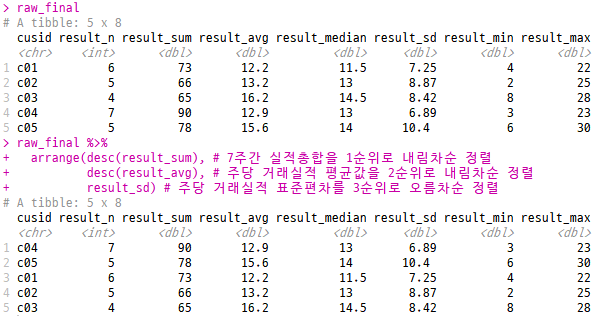 > raw_final
# A tibble: 5 x 8
  cusid result_n result_sum result_avg result_median result_sd result_min result_max
  <chr>    <int>      <dbl>      <dbl>         <dbl>     <dbl>      <dbl>      <dbl>
1 c01          6         73       12.2          11.5      7.25          4         22
2 c02          5         66       13.2          13        8.87          2         25
3 c03          4         65       16.2          14.5      8.42          8         28
4 c04          7         90       12.9          13        6.89          3         23
5 c05          5         78       15.6          14       10.4           6         30
> raw_final %>%
+   arrange(desc(result_sum), # 7주간 실적총합을 1순위로 내림차순 정렬
+           desc(result_avg), # 주당 거래실적 평균값을 2순위로 내림차순 정렬
+           result_sd) # 주당 거래실적 표준편차를 3순위로 오름차순 정렬
# A tibble: 5 x 8
  cusid result_n result_sum result_avg result_median result_sd result_min result_max
  <chr>    <int>      <dbl>      <dbl>         <dbl>     <dbl>      <dbl>      <dbl>
1 c04          7         90       12.9          13        6.89          3         23
2 c05          5         78       15.6          14       10.4           6         30
3 c01          6         73       12.2          11.5      7.25          4         22
4 c02          5         66       13.2          13        8.87          2         25
5 c03          4         65       16.2          14.5      8.42          8         28